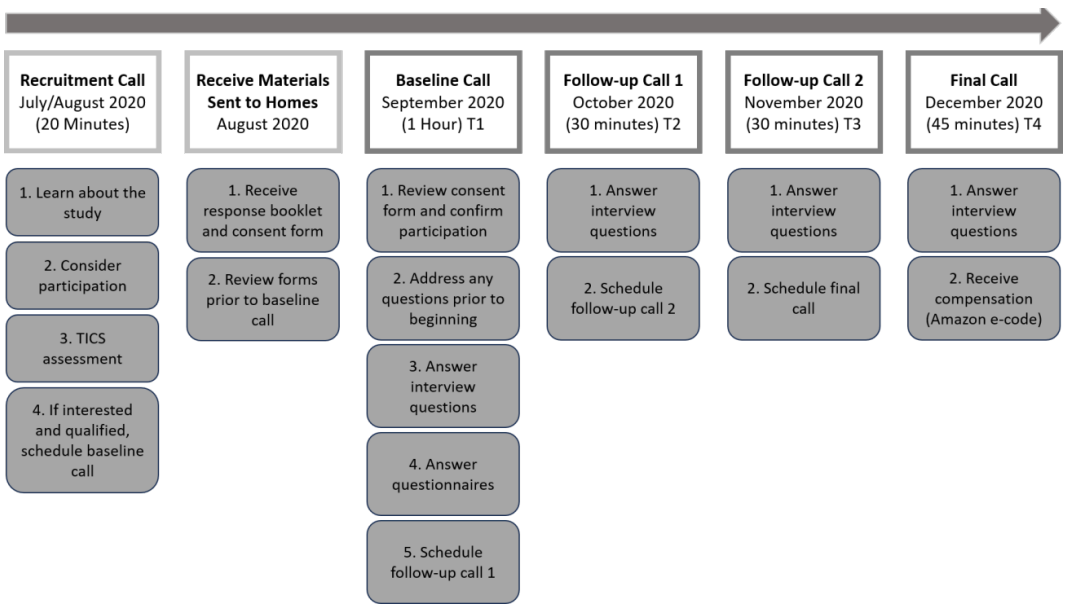 Recruitment Call
July/August 2020
(20 Minutes)
1. Learn about the
study
2. Consider
participation
3. TICS
assessment
4. If interested
and qualified,
schedule baseline
call
Receive Materials
Sent to Homes
August 2020
1. Receive
response booklet
and consent form
2. Review forms
prior to baseline
call
Baseline Call
September 2020
(1 Hour) T1
1. Review consent
form and confirm
participation
2. Address any
questions prior to
beginning
3. Answer
interview
questions
4. Answer
questionnaires
5. Schedule
follow-up call 1
Follow-up Call 1
October 2020
(30 minutes) T2
1. Answer
interview
questions
2. Schedule
follow-up call 2
Follow-up Call 2
November 2020
(30 minutes) T3
1. Answer
interview
questions
2. Schedule final
call
Final Call
December 2020
(45 minutes) T4
1. Answer
interview
questions
2. Receive
compensation
(Amazon e-code)